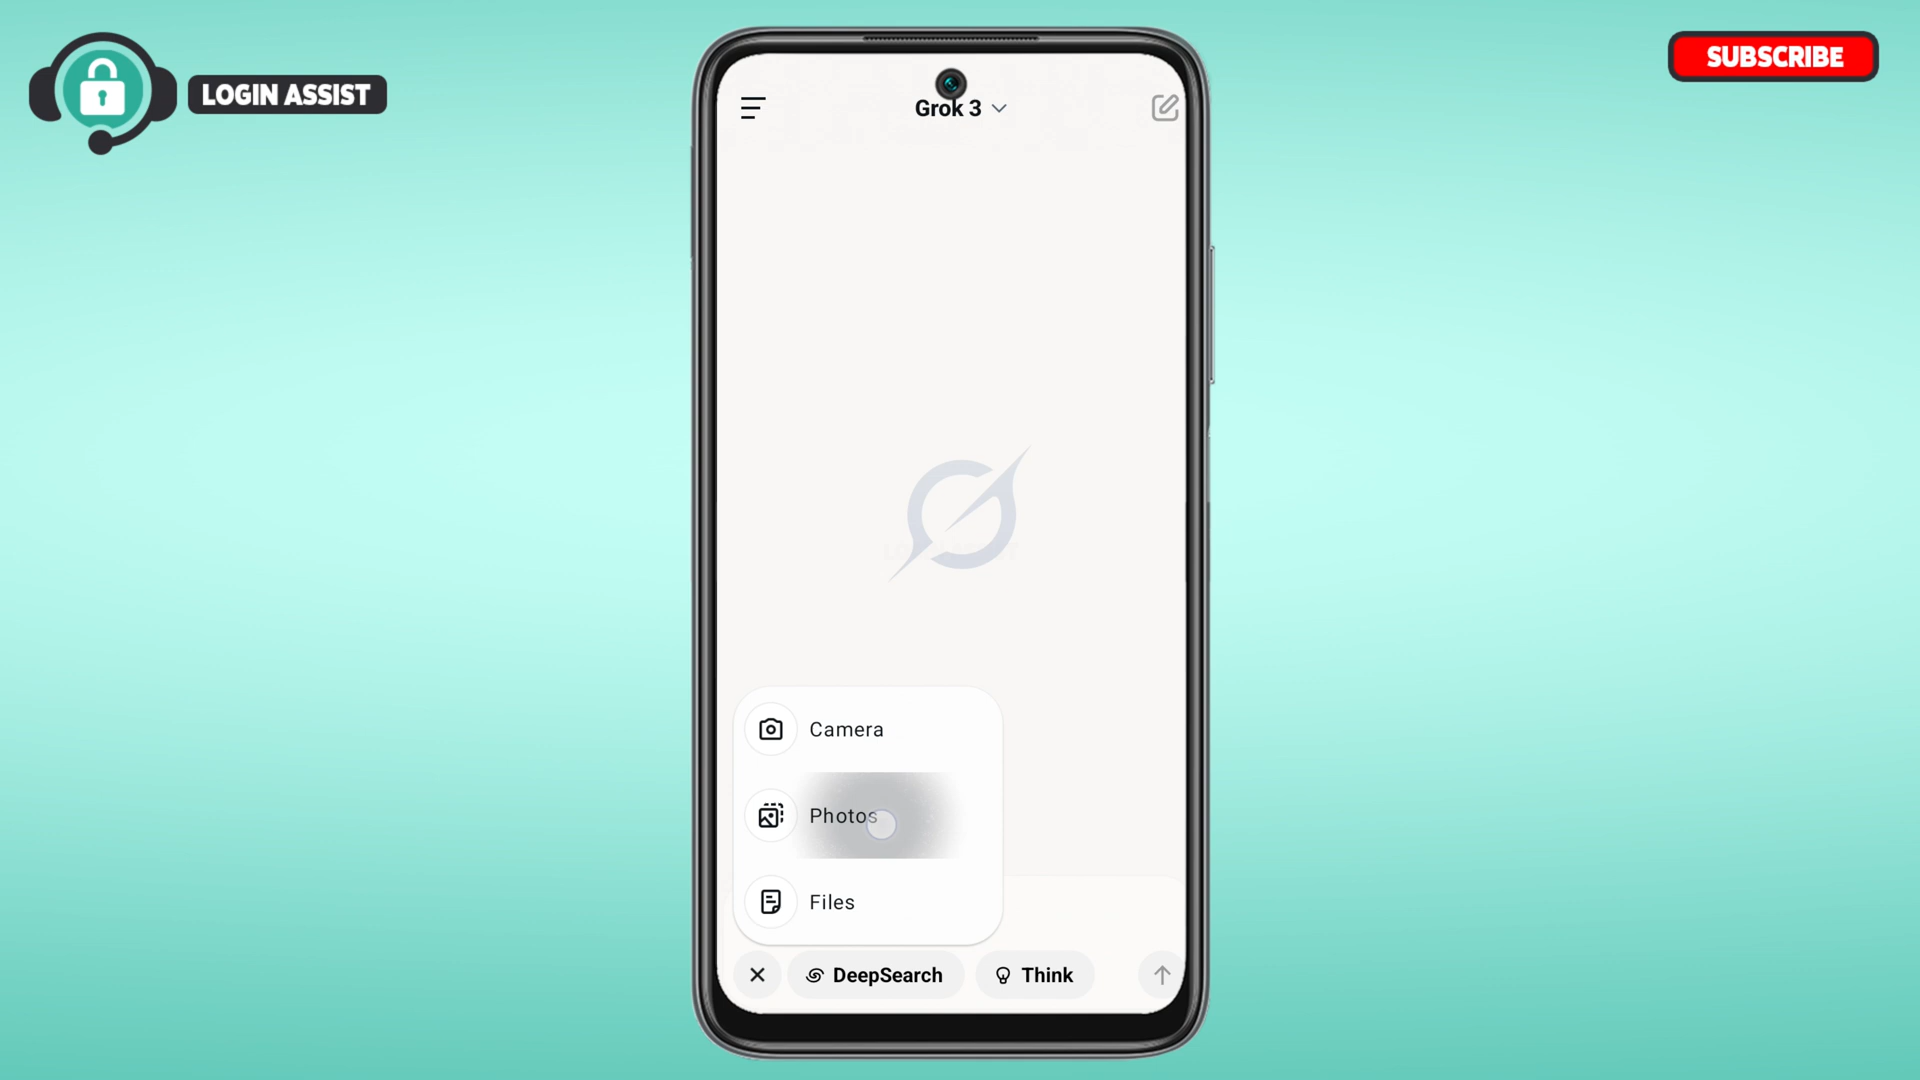 LOGIN ASSIST
SUBSCRIBE
Grok 3
Camera
Photos
Files
DeepSearch
Think